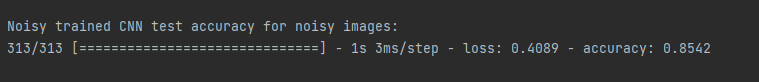 Noisy trained CNN test accuracy for noisy images:
313/313 [==============================] - 1s 3ms/step - loss: 0.4089 - accuracy: 0.8542